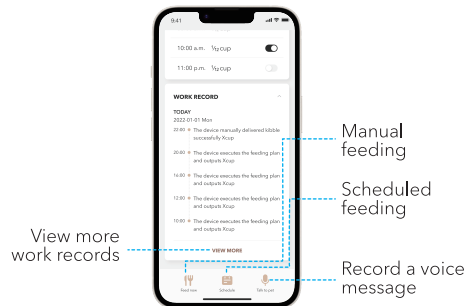 9:41
10:00 a.m. 1/12 cup
11:00 p.m. 1/12 cup
WORK RECORD
TODAY
2022-01-01 Mon
22:00 The device manually delivered kibble
successfully Xcup
20:00 The device executes the feeding plan
and outputs Xcup
16:00 The device executes the feeding plan
and outputs Xcup
12:00 The device executes the feeding plan
and outputs Xcup
10:00 The device executes the feeding plan
and outputs Xcup
VIEW MORE
Feed now Schedule Talk to pet
Manual
feeding
Scheduled
feeding
View more
work records
Record a voice
message